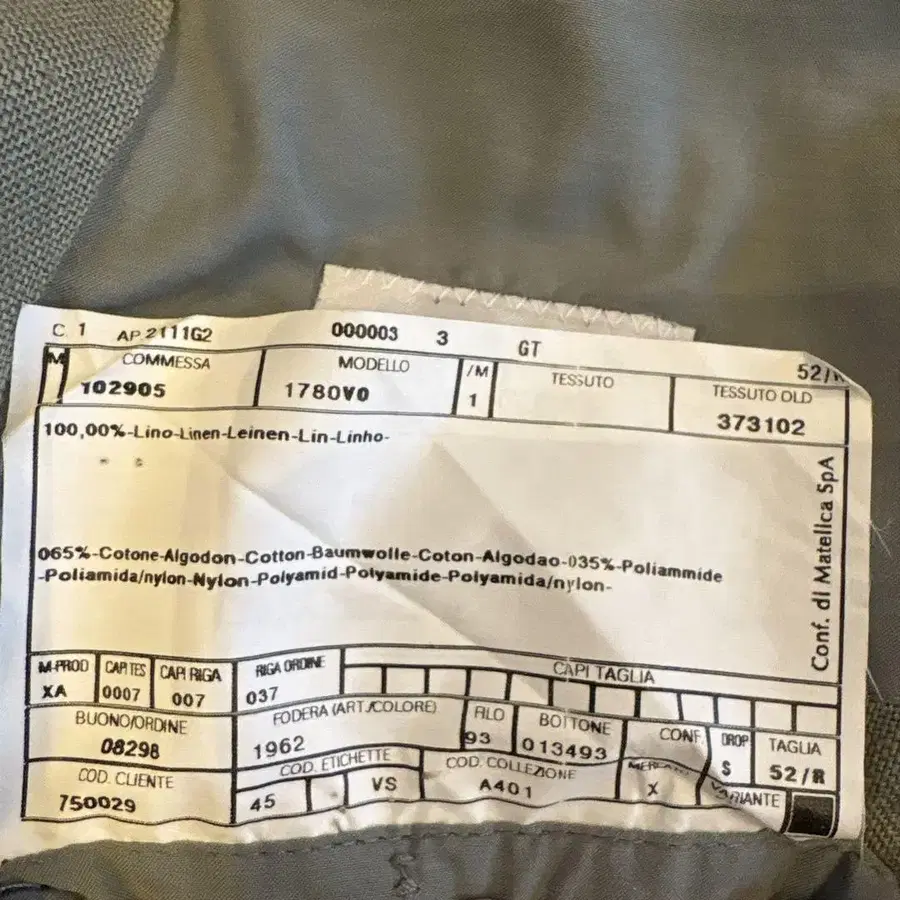 C 1 AP 2111G2 000003 3 GT 52/R
M COMMESSA MODELLO /M TESSUTO TESSUTO OLD
102905 1780V0 1 373102
100,00%-Lino-Linen-Leinen-Lin-Linho-
065%-Cotone-Algodon-Cotton-Baumwolle-Coton-Algodao-035%-Poliammide
-Poliamida/nylon-Nylon-Polyamid-Polyamide-Polyamida/nylon-
Conf. di Matelica SpA
M-PROD CAPI TES CAPI RIGA RIGA ORDINE CAPI TAGLIA
XA 0007 007 037
BUONO/ORDINE FODERA (ART./COLORE) FILO BOTTONE CONF. DROP TAGLIA
08298 1962 93 013493 S 52/R
COD. CLIENTE COD. ETICHETTE COD. COLLEZIONE MERCATO VARIANTE
750029 45 VS A401 X